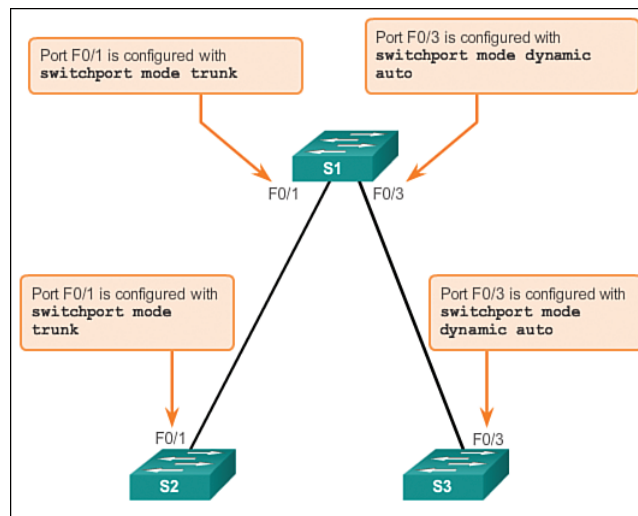 Port F0/1 is configured with
switchport mode trunk
Port F0/3 is configured with
switchport mode dynamic
auto
S1
F0/1
F0/3
Port F0/1 is configured with
switchport mode
trunk
Port F0/3 is configured with
switchport mode
dynamic auto
F0/1
F0/3
S2
S3